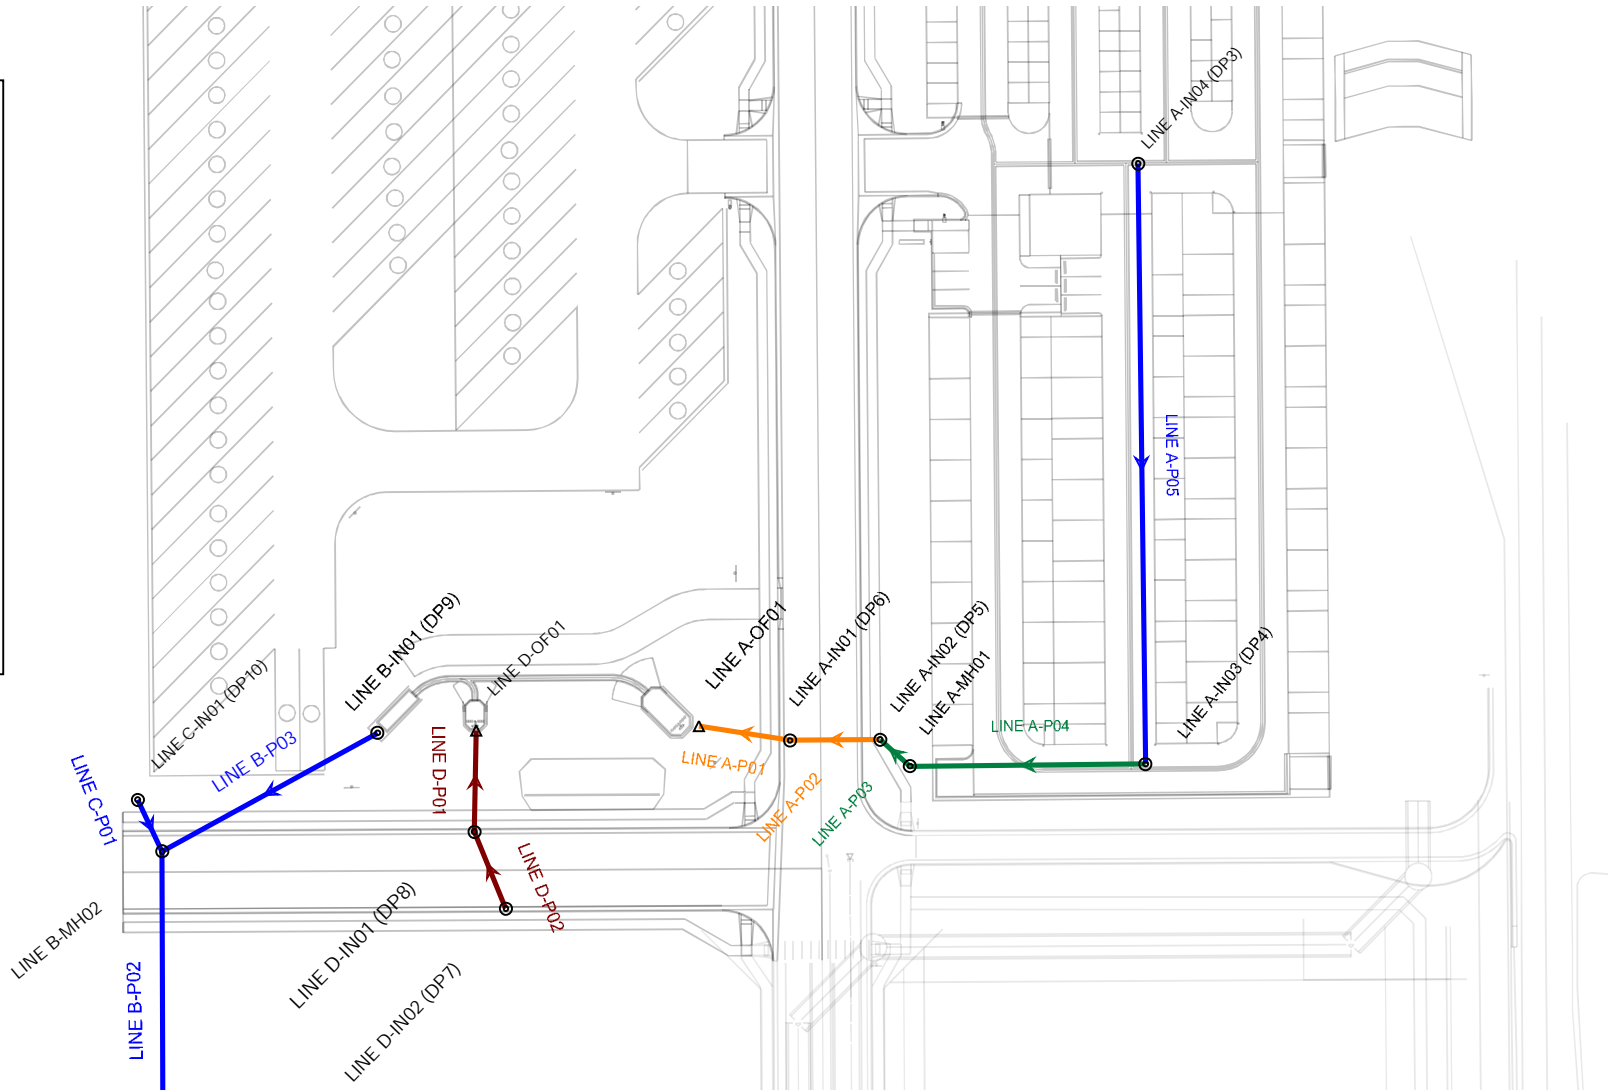 LINE A-IN04 (DP3)
LINE A-P05
LINE B-IN01 (DP9)
LINE D-OF01
LINE A-OF01
LINE A-IN01 (DP6)
LINE A-IN02 (DP5)
LINE A-MH01
LINE A-IN03 (DP4)
LINE C-IN01 (DP10)
LINE B-P03
LINE D-P01
LINE A-P01
LINE A-P04
LINE C-P01
LINE A-P02
LINE A-P03
LINE D-P02
LINE B-MH02
LINE D-IN01 (DP8)
LINE B-P02
LINE D-IN02 (DP7)